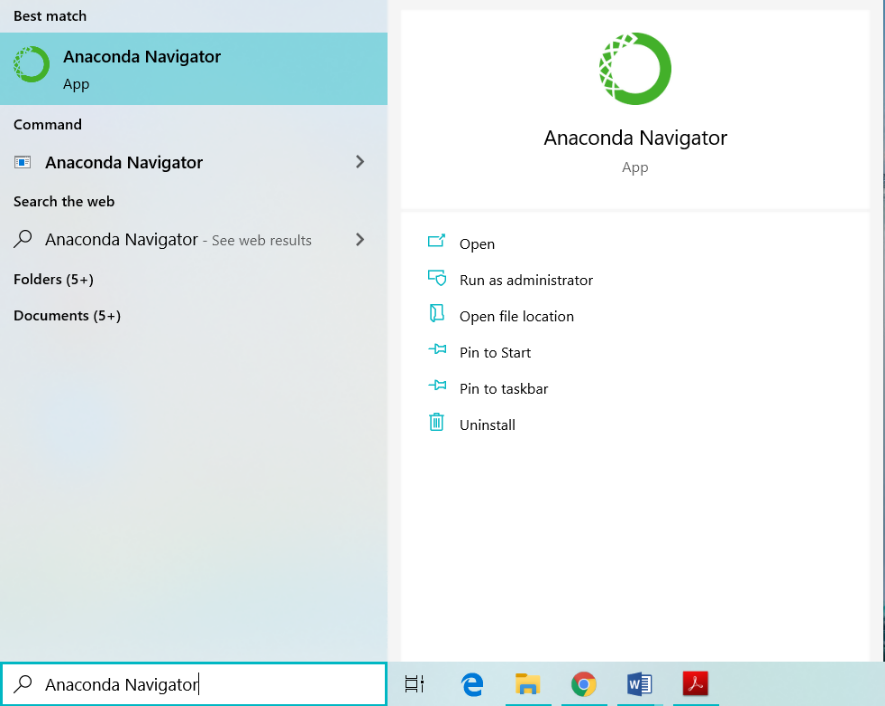 Best match
Anaconda Navigator
App
Command
Anaconda Navigator
Search the web
Anaconda Navigator - See web results
Folders (5+)
Documents (5+)
Anaconda Navigator
App
Open
Run as administrator
Open file location
Pin to Start
Pin to taskbar
Uninstall
Anaconda Navigator